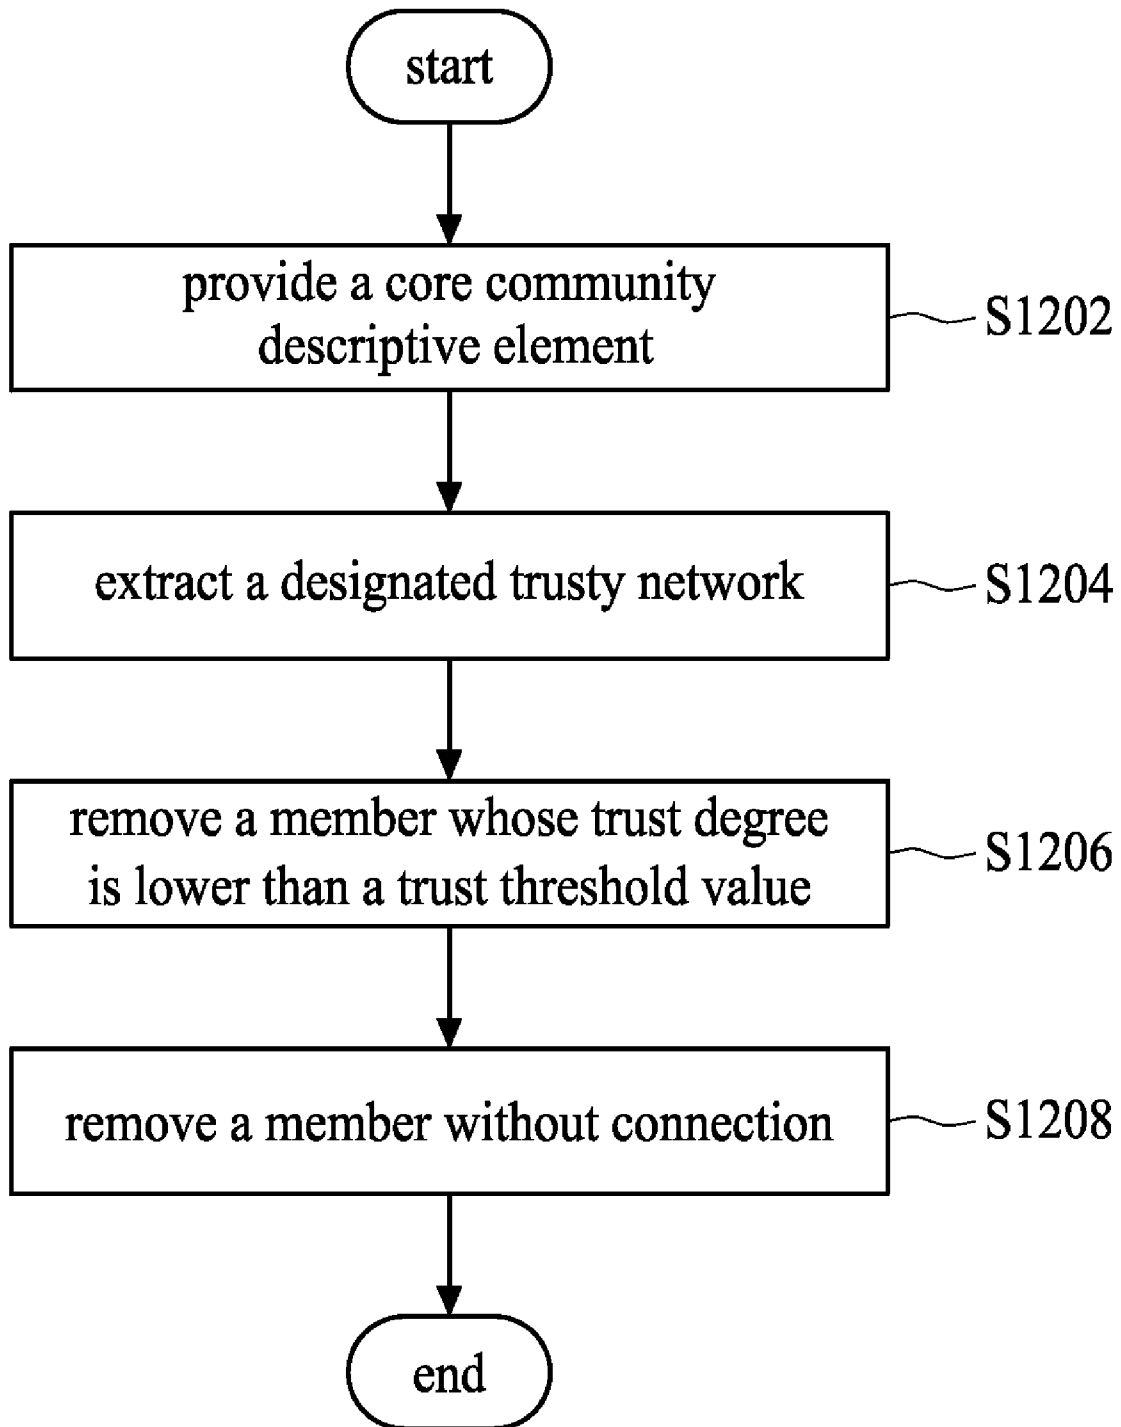 start
provide a core community
descriptive element
S1202
extract a designated trusty network
S1204
remove a member whose trust degree
is lower than a trust threshold value
S1206
remove a member without connection
S1208
end